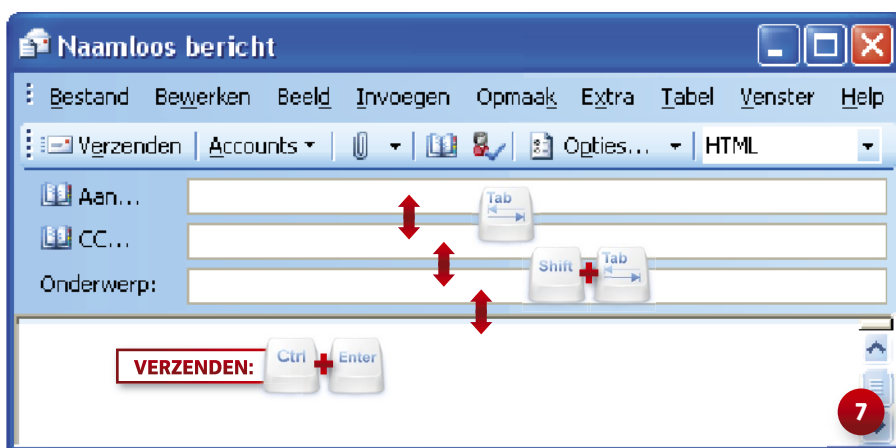 Naamloos bericht
Bestand Bewerken Beeld Invoegen Opmaak Extra Tabel Venster Help
Verzenden Accounts Opties... HTML
Aan...
Tab
CC...
Shift + Tab
Onderwerp:
VERZENDEN: Ctrl + Enter
7